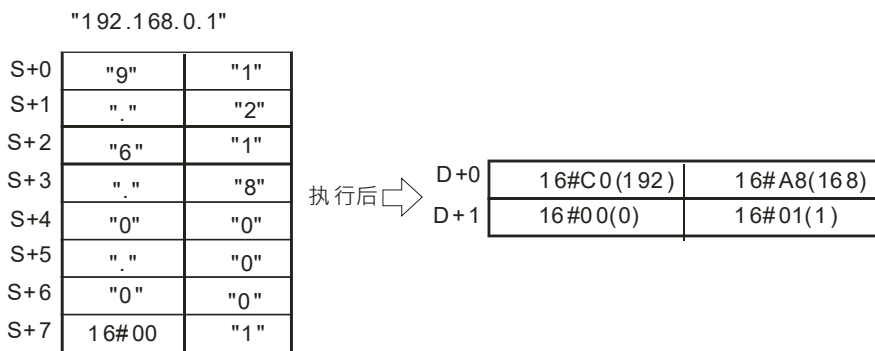 "192.168.0.1"
S+0 "9" "1"
S+1 "." "2"
S+2 "6" "1"
S+3 "." "8"
S+4 "0" "0"
S+5 "." "0"
S+6 "0" "0"
S+7 16#00 "1"
执行后
D+0 16#C0(192) 16#A8(168)
D+1 16#00(0) 16#01(1)